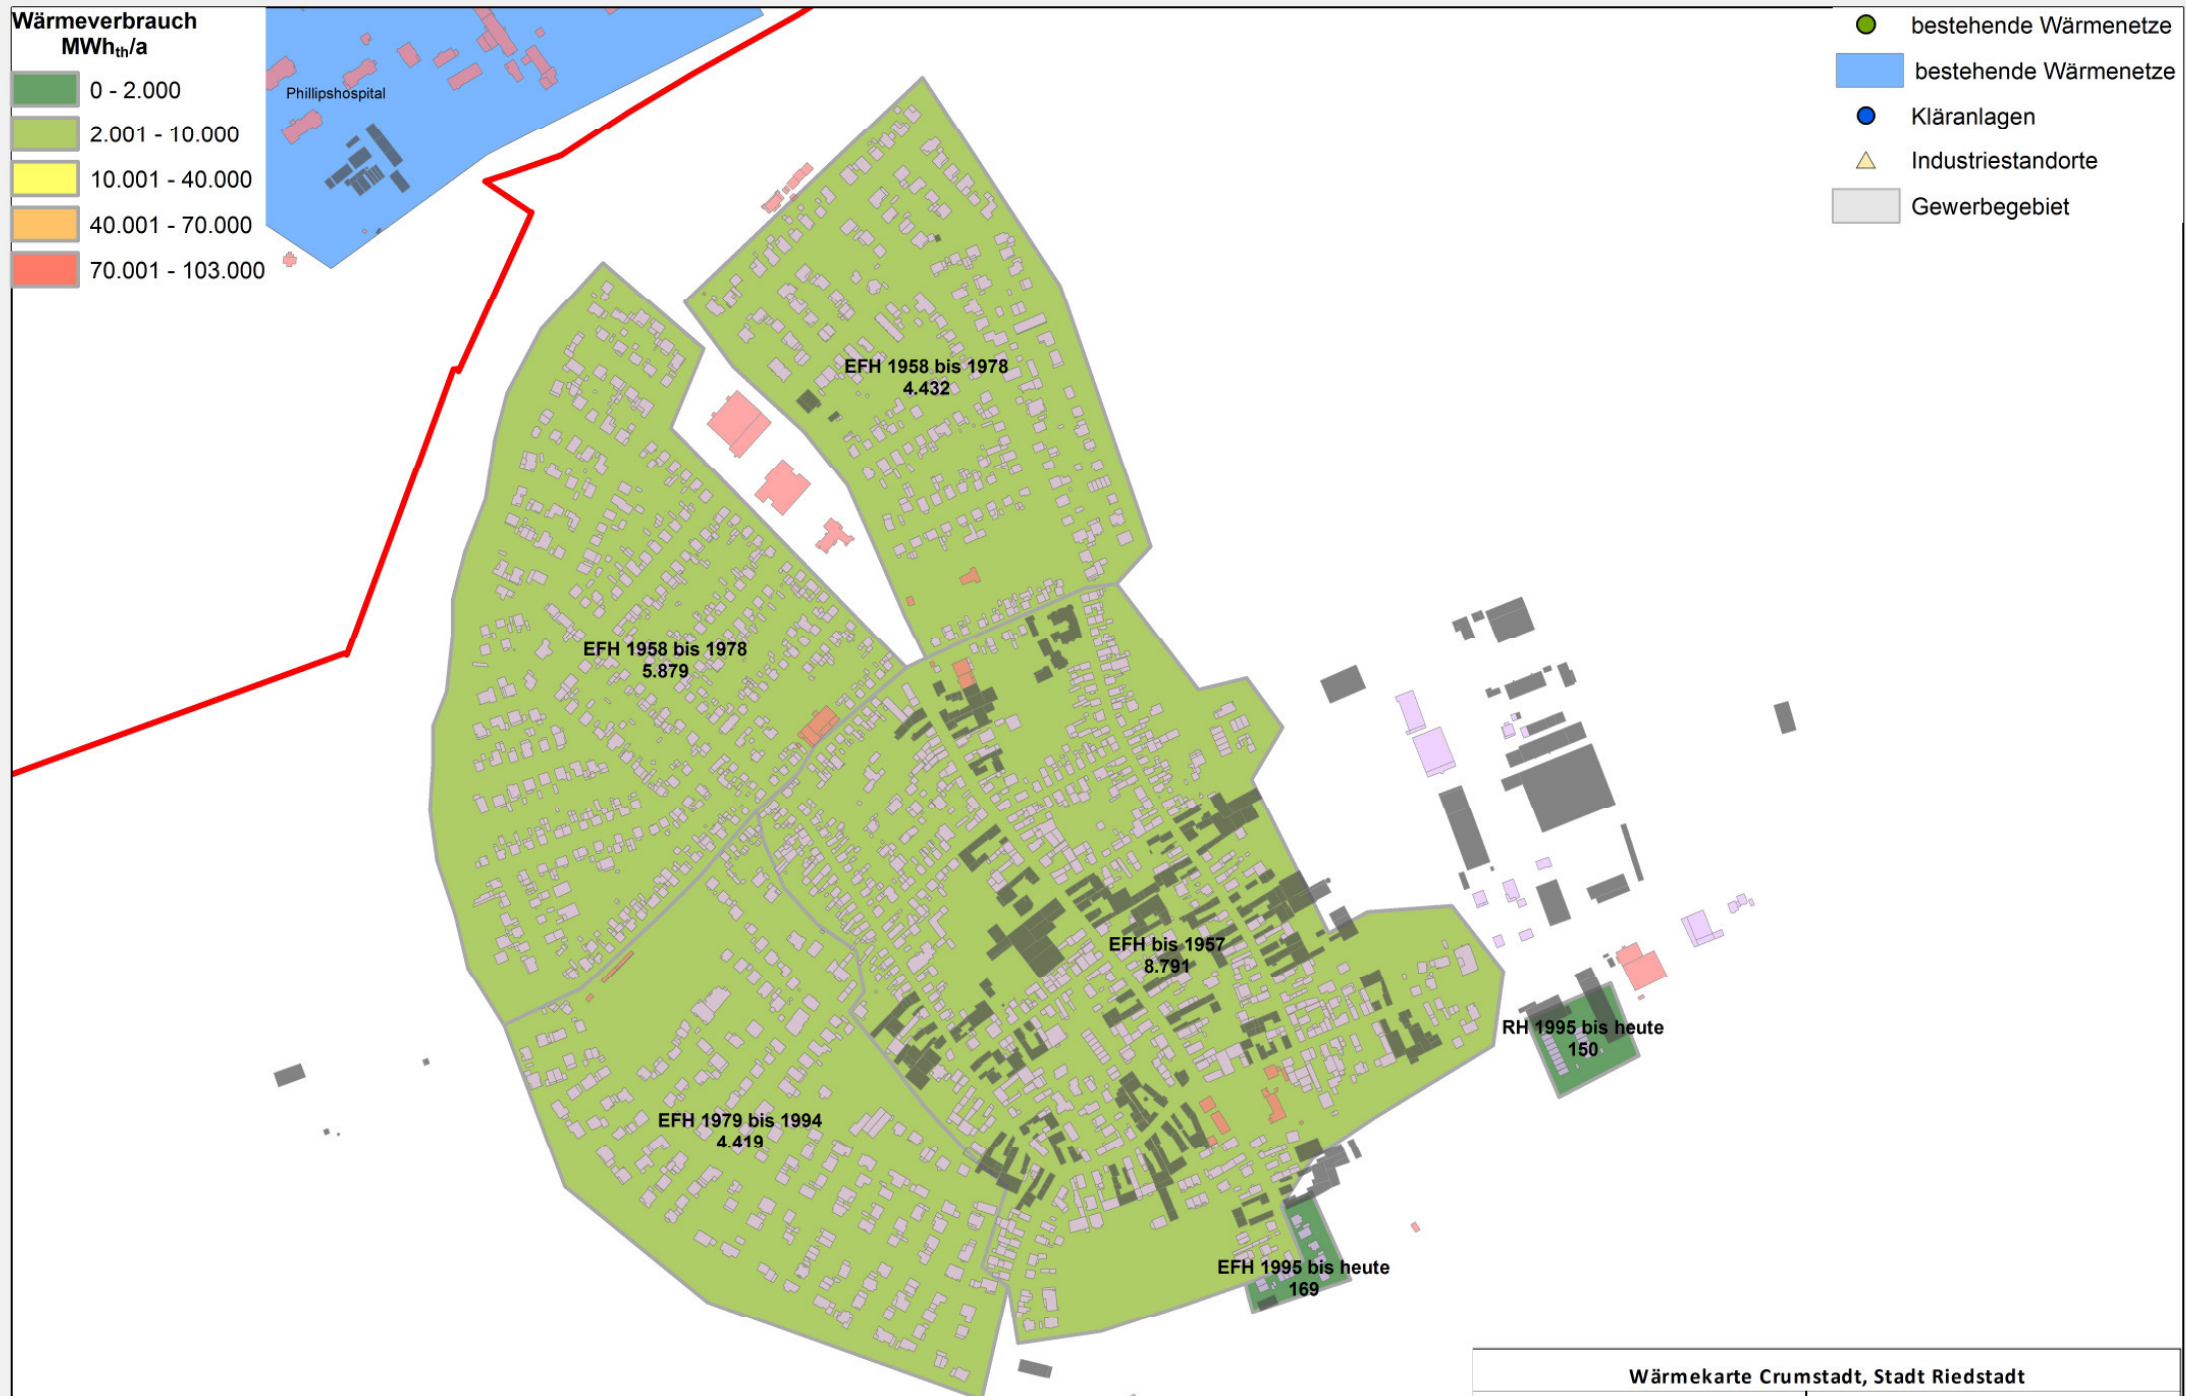 Wärmeverbrauch
MWhth/a
0 - 2.000
2.001 - 10.000
10.001 - 40.000
40.001 - 70.000
70.001 - 103.000
Phillipshospital
bestehende Wärmenetze
bestehende Wärmenetze
Kläranlagen
Industriestandorte
Gewerbegebiet
EFH 1958 bis 1978
4.432
EFH 1958 bis 1978
5.879
EFH bis 1957
8.791
RH 1995 bis heute
150
EFH 1979 bis 1994
4.419
EFH 1995 bis heute
169
Wärmekarte Crumstadt, Stadt Riedstadt